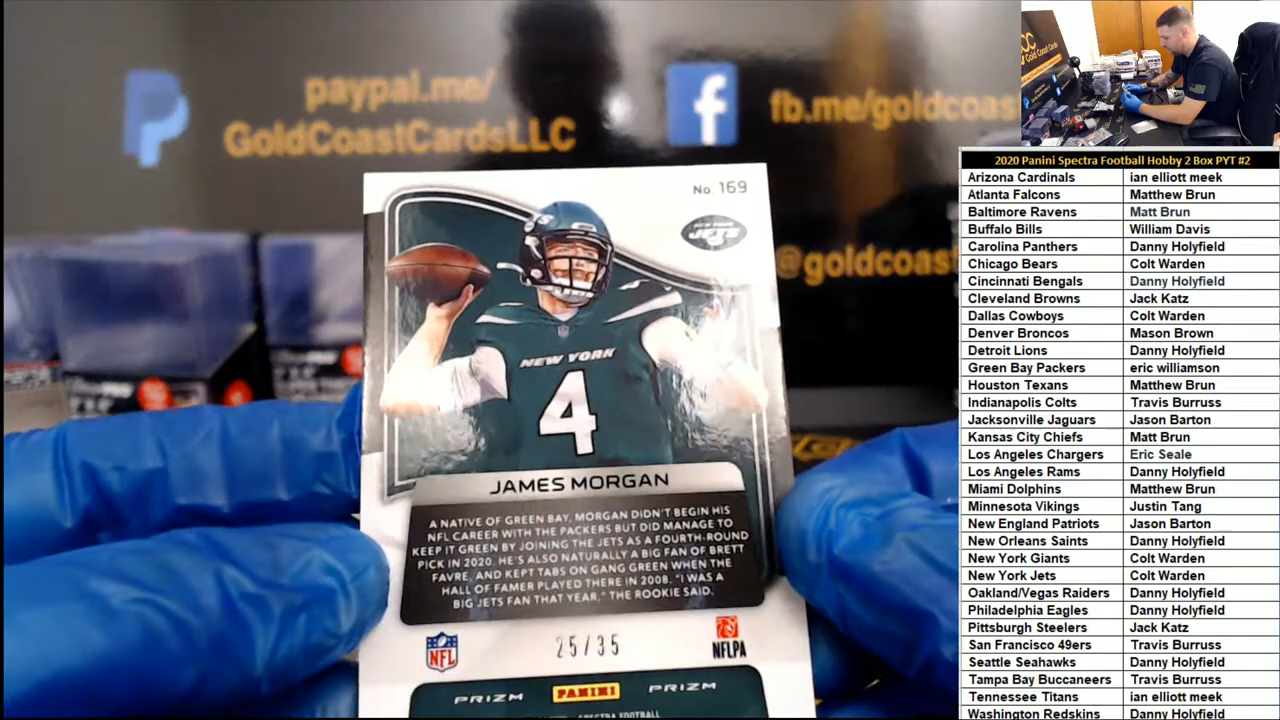 paypal.me/
GoldCoastCardsLLC
fb.me/goldcoas
@goldcoas
Gold Coast Cards
No. 169
JETS
NEW YORK
4
JAMES MORGAN
A NATIVE OF GREEN BAY, MORGAN DIDN'T BEGIN HIS
NFL CAREER WITH THE PACKERS BUT DID MANAGE TO
KEEP IT GREEN BY JOINING THE JETS AS A FOURTH-ROUND
PICK IN 2020. HE'S ALSO NATURALLY A BIG FAN OF BRETT
FAVRE, AND KEPT TABS ON GANG GREEN WHEN THE
HALL OF FAMER PLAYED THERE IN 2008. "I WAS A
BIG JETS FAN THAT YEAR," THE ROOKIE SAID.
NFL
25/35
NFLPA
PRIZM PANINI PRIZM
SPECTRA FOOTBALL
2020 Panini Spectra Football Hobby 2 Box PYT #2
Arizona Cardinals ian elliott meek
Atlanta Falcons Matthew Brun
Baltimore Ravens Matt Brun
Buffalo Bills William Davis
Carolina Panthers Danny Holyfield
Chicago Bears Colt Warden
Cincinnati Bengals Danny Holyfield
Cleveland Browns Jack Katz
Dallas Cowboys Colt Warden
Denver Broncos Mason Brown
Detroit Lions Danny Holyfield
Green Bay Packers eric williamson
Houston Texans Matthew Brun
Indianapolis Colts Travis Burruss
Jacksonville Jaguars Jason Barton
Kansas City Chiefs Matt Brun
Los Angeles Chargers Eric Seale
Los Angeles Rams Danny Holyfield
Miami Dolphins Matthew Brun
Minnesota Vikings Justin Tang
New England Patriots Jason Barton
New Orleans Saints Danny Holyfield
New York Giants Colt Warden
New York Jets Colt Warden
Oakland/Vegas Raiders Danny Holyfield
Philadelphia Eagles Danny Holyfield
Pittsburgh Steelers Jack Katz
San Francisco 49ers Travis Burruss
Seattle Seahawks Danny Holyfield
Tampa Bay Buccaneers Travis Burruss
Tennessee Titans ian elliott meek
Washington Redskins Danny Holyfield